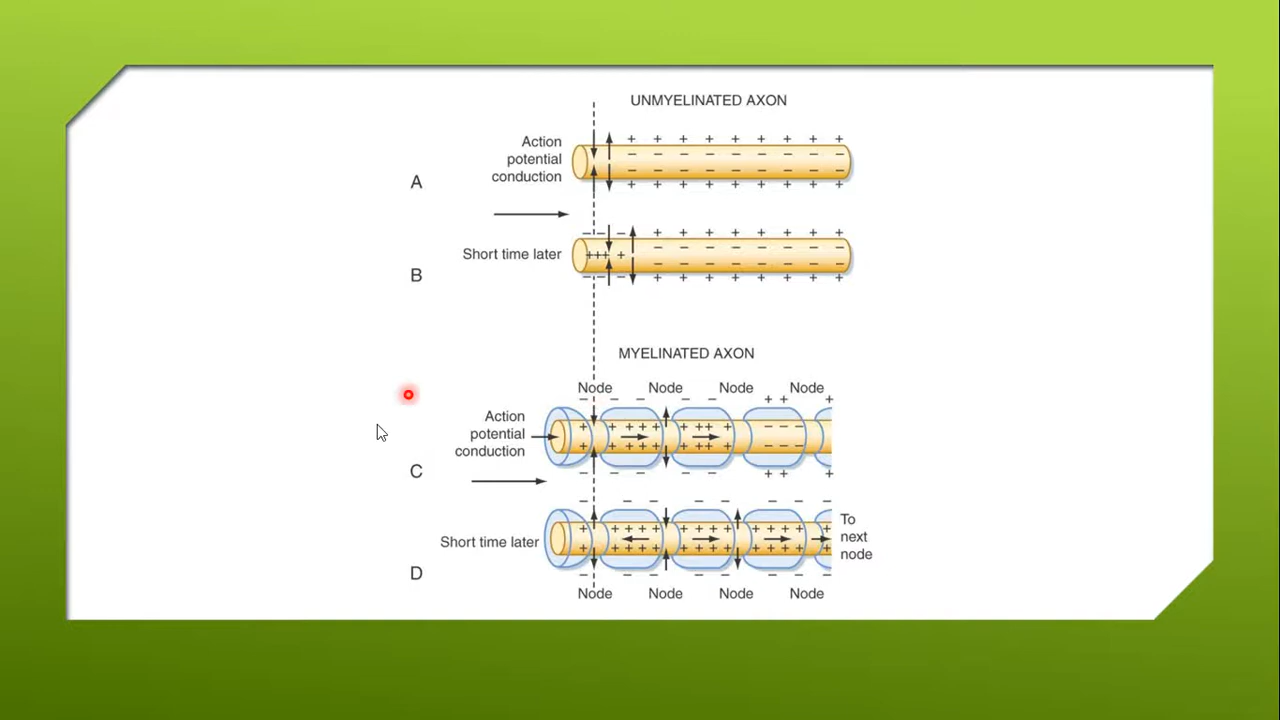 UNMYELINATED AXON
Action
potential
conduction
A
Short time later
B
MYELINATED AXON
Node Node Node Node
Action
potential
conduction
C
Short time later
To
next
node
D
Node Node Node Node